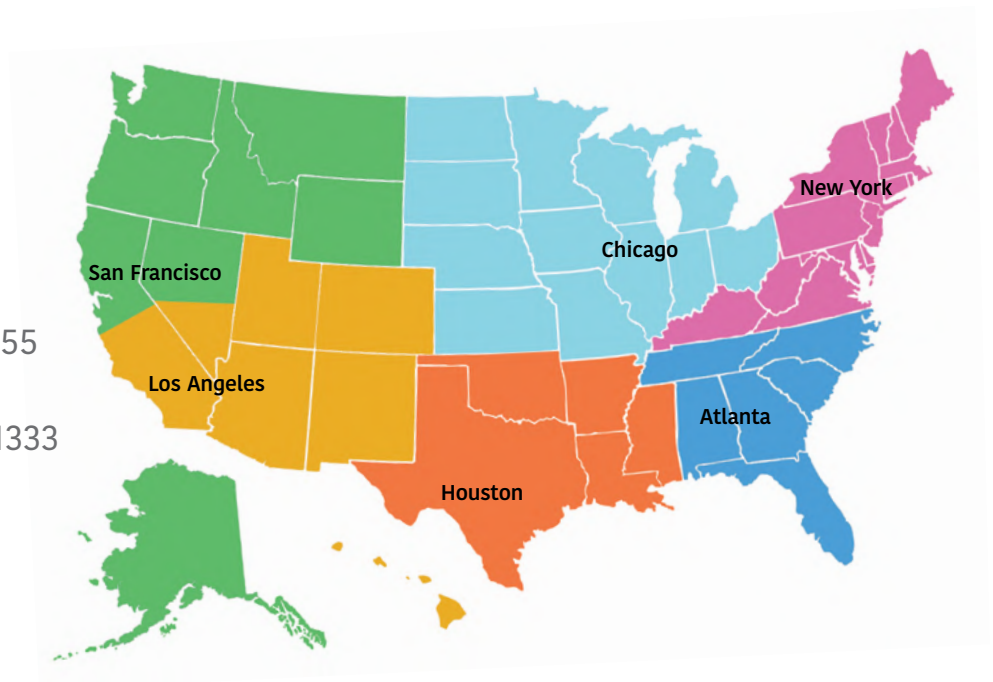 New York
Chicago
San Francisco
55
Los Angeles
Atlanta
1333
Houston